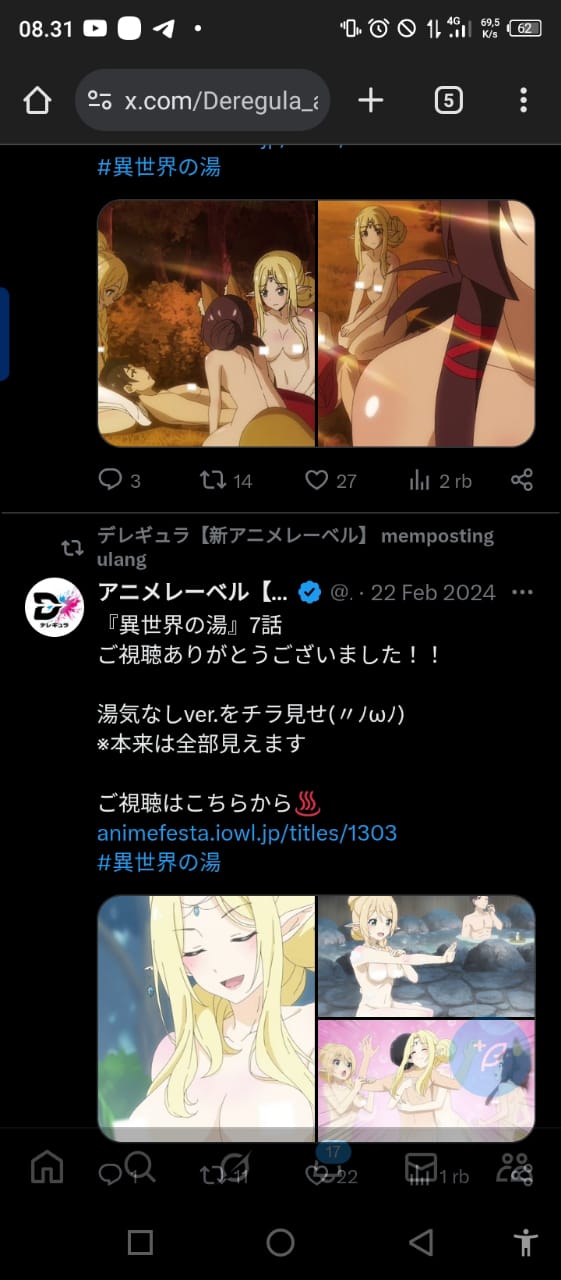 08.31
4G
69,5
K/s
62
x.com/Deregula_a
5
#異世界の湯
3
14
27
2 rb
デレギュラ【新アニメレーベル】 memposting
ulang
アニメレーベル【... @. · 22 Feb 2024
デレギュラ
『異世界の湯』7話
ご視聴ありがとうございました！！
湯気なしver.をチラ見せ(〃ﾉωﾉ)
※本来は全部見えます
ご視聴はこちらから♨
animefesta.iowl.jp/titles/1303
#異世界の湯
17
1
11
22
1 rb